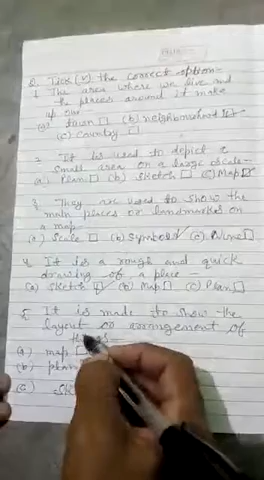 Q. Tick (✓) the correct option-
1. The area where we live and
the places around it make
up our-
(a) town □ (b) neighbourhood ☑
(c) Country □
2. It is used to depict a
small area on a large scale-
(a) Plan □ (b) Sketch □ (c) Map ☑
3. They are used to show the
main places or landmarks on
a map-
(a) Scale □ (b) Symbols ☑ (c) None □
4. It is a rough and quick
drawing of a place-
(a) Sketch ☑ (b) Map □ (c) Plan □
5. It is made to show the
layout or arrangement of
(a) map □
(b) plan
(c) Sk